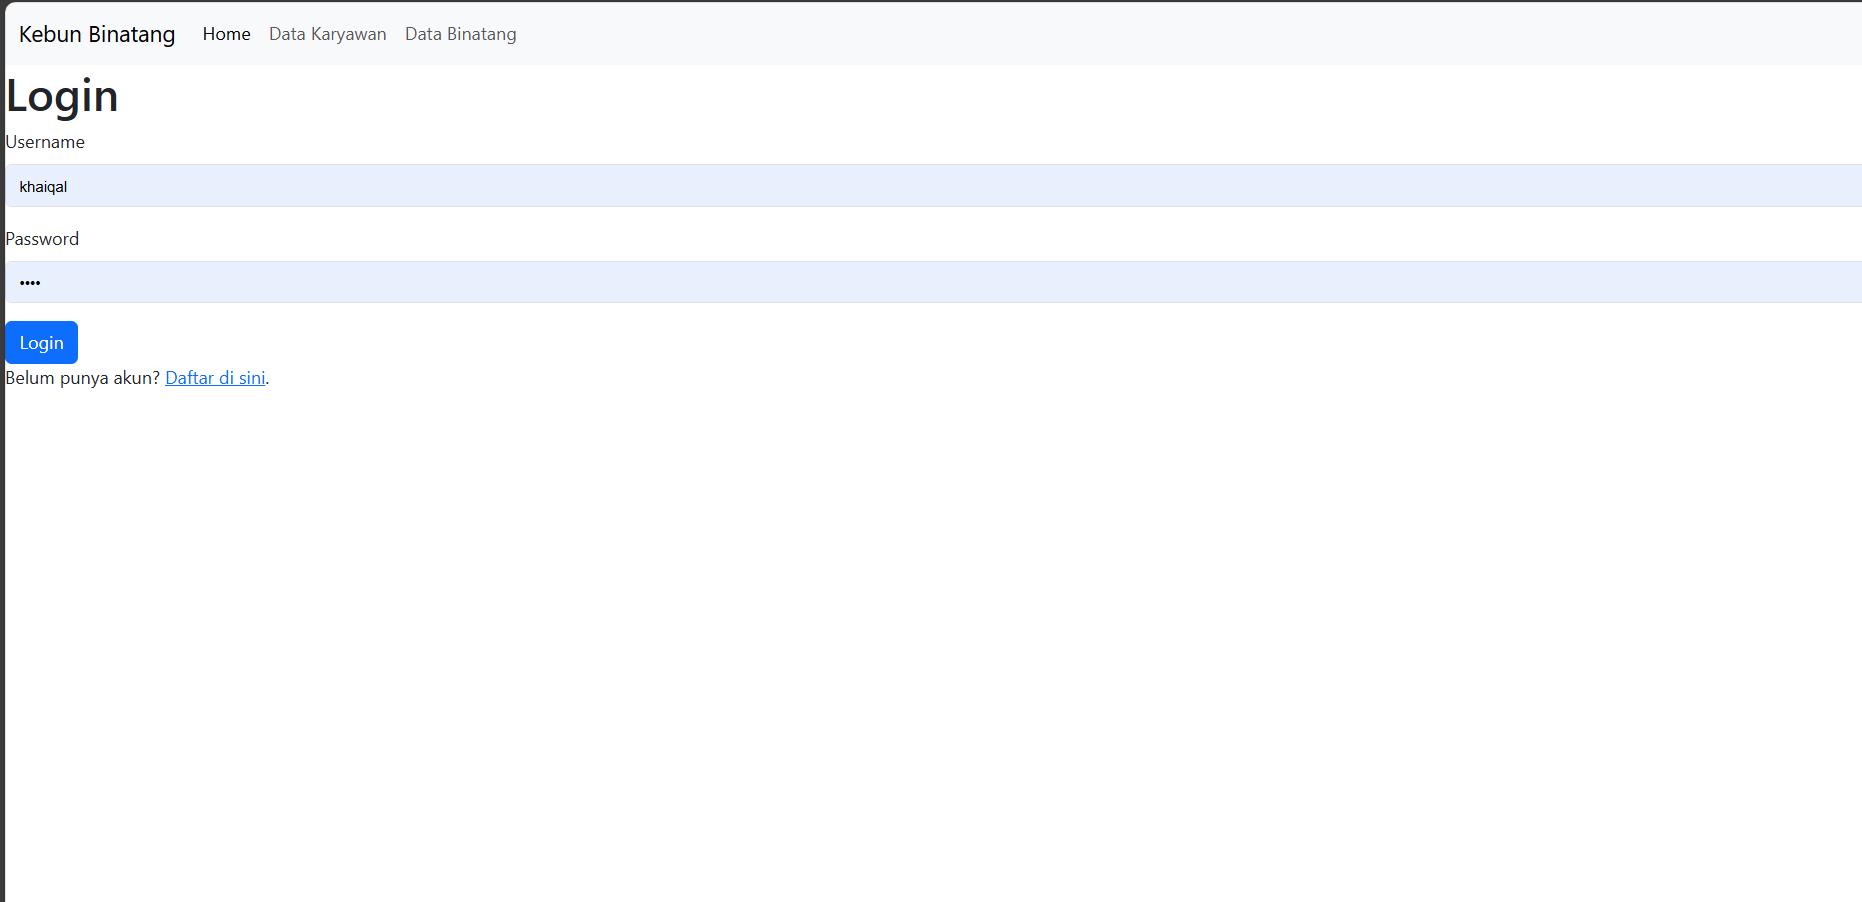 Kebun Binatang Home Data Karyawan Data Binatang
Login
Username
khaiqal
Password
••••
Login
Belum punya akun? Daftar di sini.